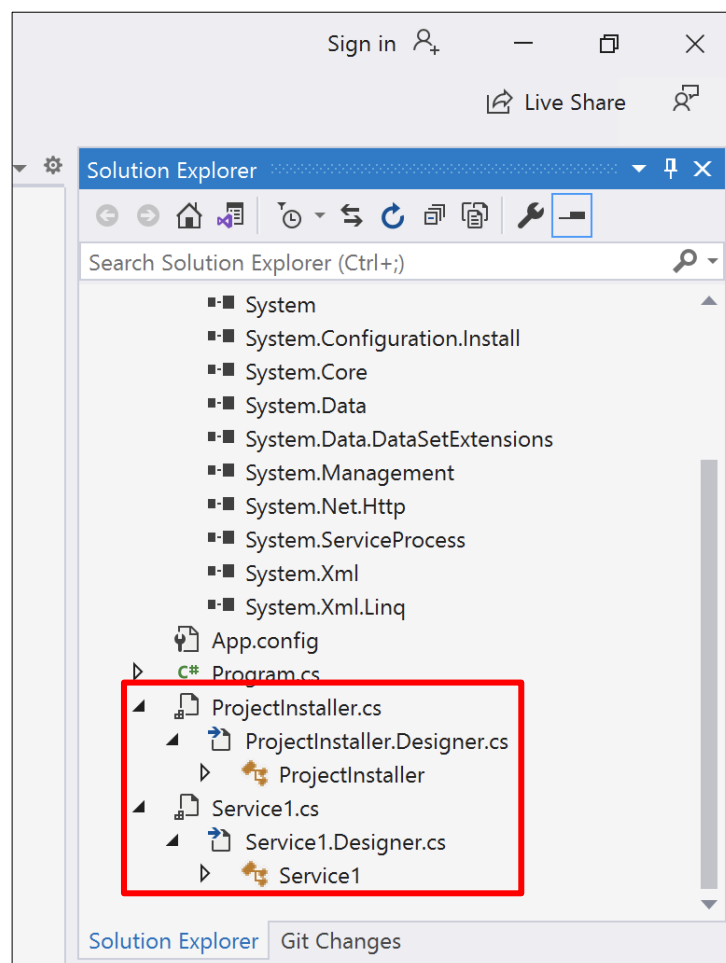 Sign in
Live Share
Solution Explorer
Search Solution Explorer (Ctrl+;)
System
System.Configuration.Install
System.Core
System.Data
System.Data.DataSetExtensions
System.Management
System.Net.Http
System.ServiceProcess
System.Xml
System.Xml.Linq
App.config
C# Program.cs
ProjectInstaller.cs
ProjectInstaller.Designer.cs
ProjectInstaller
Service1.cs
Service1.Designer.cs
Service1
Solution Explorer Git Changes